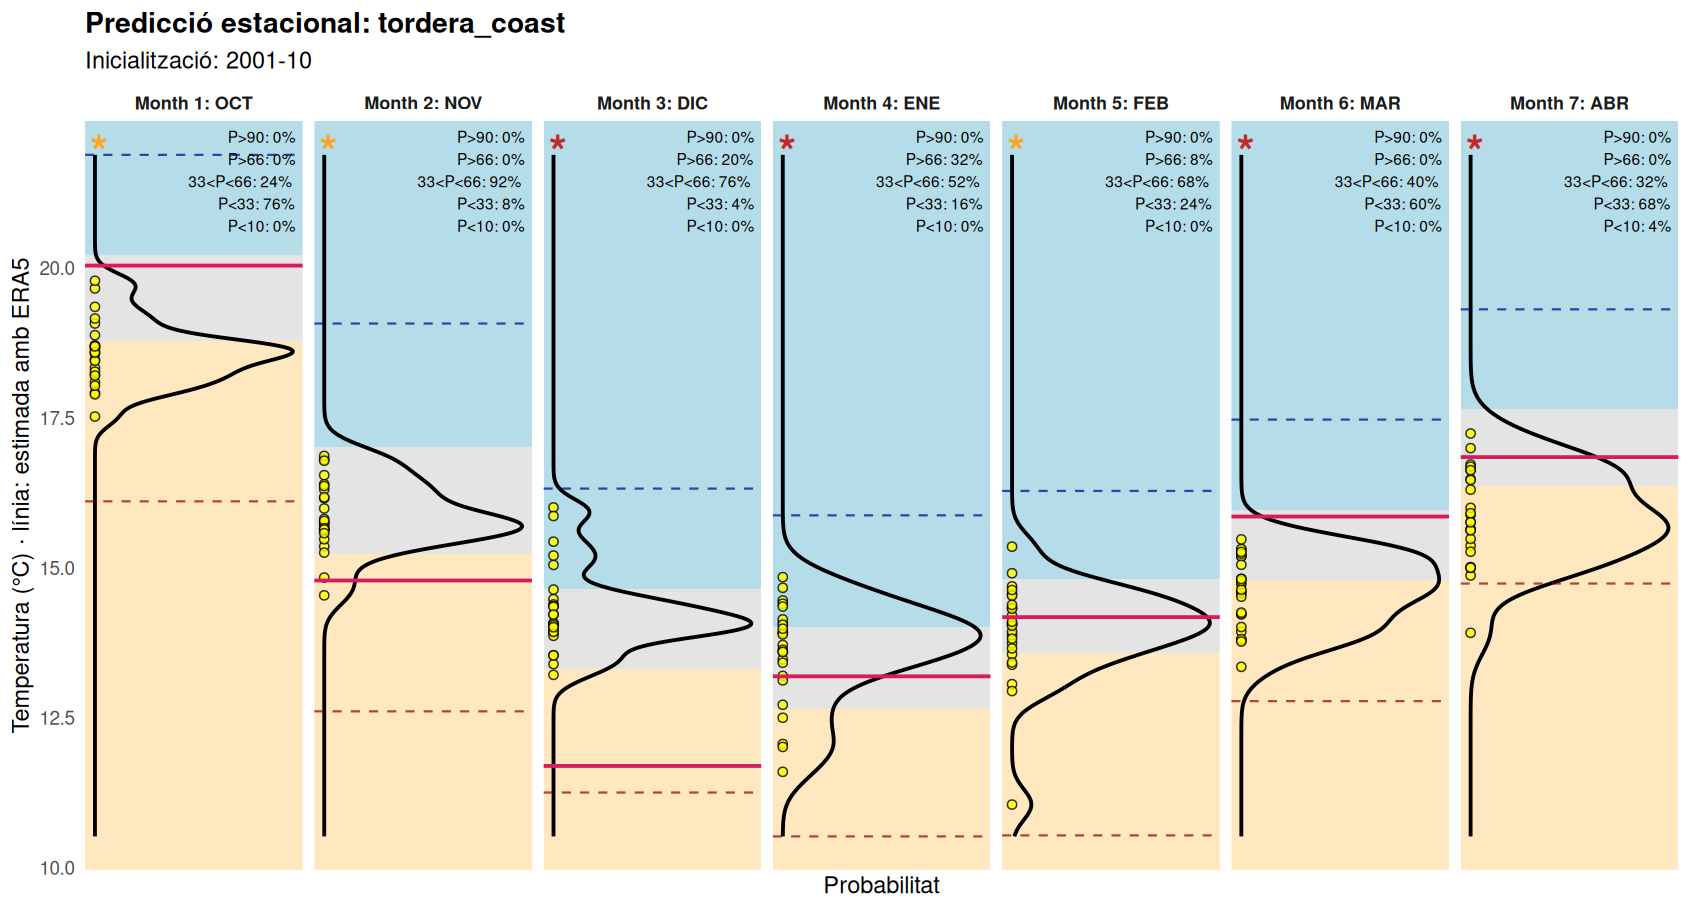 Predicció estacional: tordera_coast
Inicialització: 2001-10
Month 1: OCT
Month 2: NOV
Month 3: DIC
Month 4: ENE
Month 5: FEB
Month 6: MAR
Month 7: ABR
*
P>90: 0%
P>66: 0%
33<P<66: 24%
P<33: 76%
P<10: 0%
*
P>90: 0%
P>66: 0%
33<P<66: 92%
P<33: 8%
P<10: 0%
*
P>90: 0%
P>66: 20%
33<P<66: 76%
P<33: 4%
P<10: 0%
*
P>90: 0%
P>66: 32%
33<P<66: 52%
P<33: 16%
P<10: 0%
*
P>90: 0%
P>66: 8%
33<P<66: 68%
P<33: 24%
P<10: 0%
*
P>90: 0%
P>66: 0%
33<P<66: 40%
P<33: 60%
P<10: 0%
*
P>90: 0%
P>66: 0%
33<P<66: 32%
P<33: 68%
P<10: 4%
Temperatura (°C) · línia: estimada amb ERA5
20.0
17.5
15.0
12.5
10.0
Probabilitat